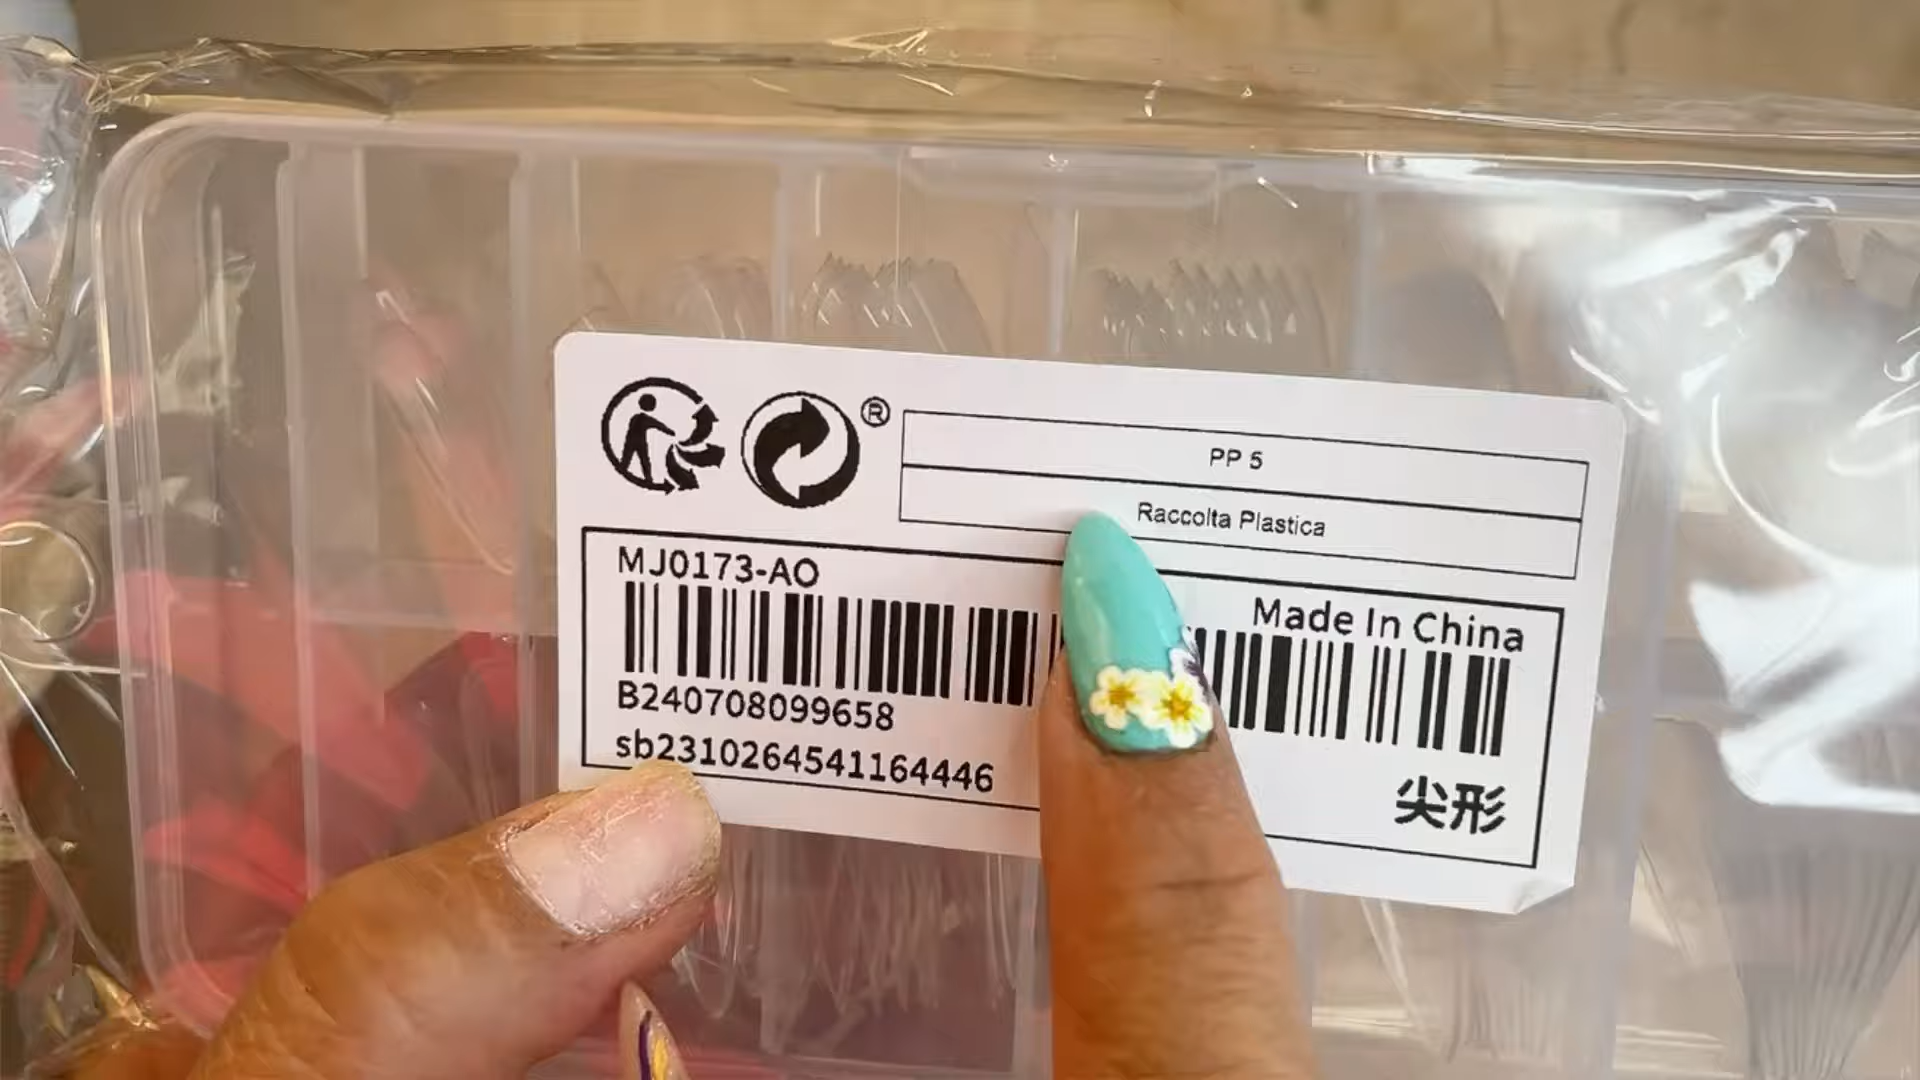 ®
PP 5
Raccolta Plastica
MJ0173-AO
Made In China
B240708099658
sb2310264541164446
尖形